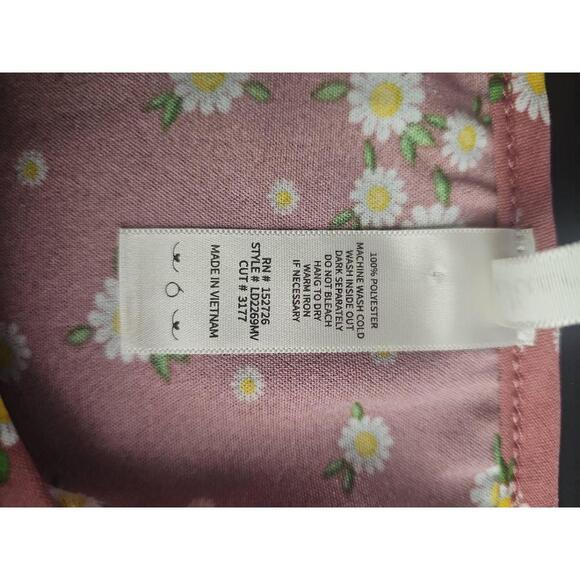 100% POLYESTER
MACHINE WASH COLD
WASH INSIDE OUT
DARK SEPARATELY
DO NOT BLEACH
HANG TO DRY
WARM IRON
IF NECESSARY
RN# 152726
STYLE# LD2269MV
CUT# 3177
MADE IN VIETNAM